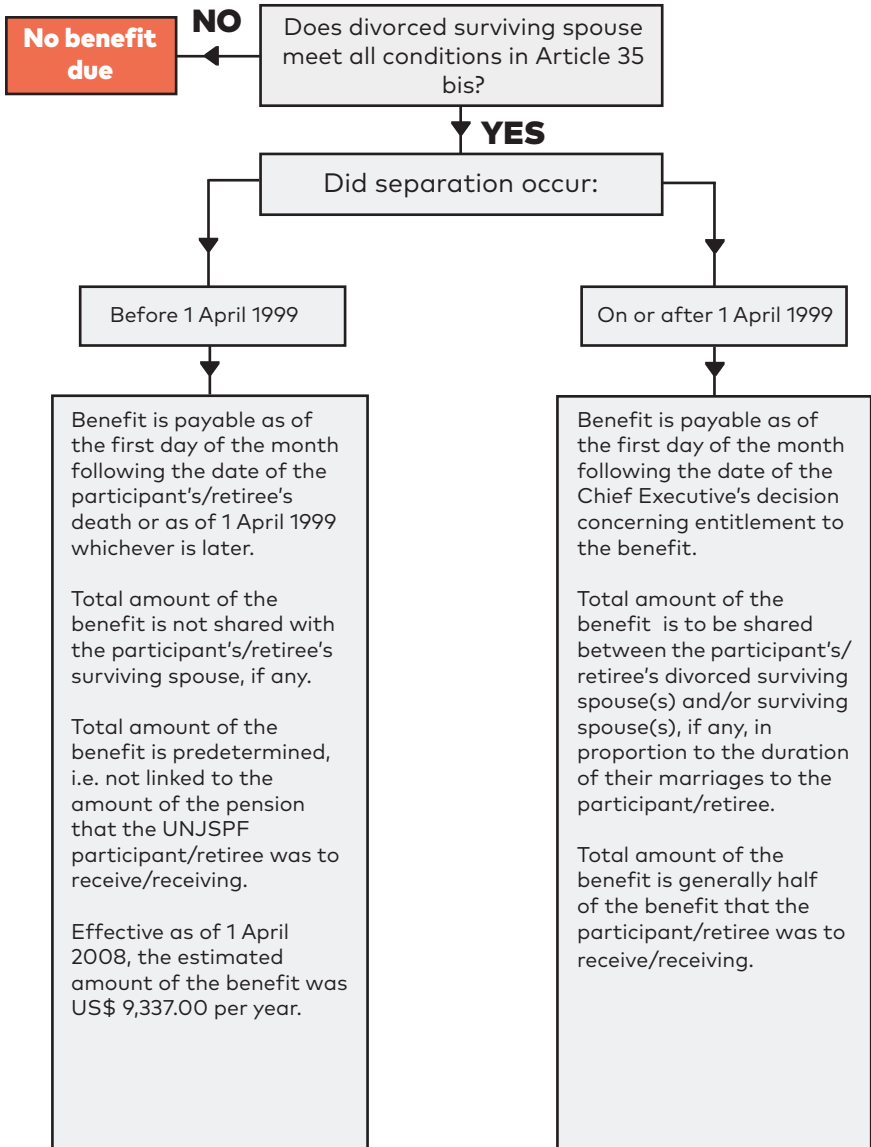 No benefit
due
NO
Does divorced surviving spouse
meet all conditions in Article 35
bis?
YES
Did separation occur:
Before 1 April 1999
On or after 1 April 1999
Benefit is payable as of
the first day of the month
following the date of the
participant’s/retiree’s
death or as of 1 April 1999
whichever is later.
Total amount of the
benefit is not shared with
the participant’s/retiree’s
surviving spouse, if any.
Total amount of the
benefit is predetermined,
i.e. not linked to the
amount of the pension
that the UNJSPF
participant/retiree was to
receive/receiving.
Effective as of 1 April
2008, the estimated
amount of the benefit was
US$ 9,337.00 per year.
Benefit is payable as of
the first day of the month
following the date of the
Chief Executive’s decision
concerning entitlement to
the benefit.
Total amount of the
benefit is to be shared
between the participant’s/
retiree’s divorced surviving
spouse(s) and/or surviving
spouse(s), if any, in
proportion to the duration
of their marriages to the
participant/retiree.
Total amount of the
benefit is generally half
of the benefit that the
participant/retiree was to
receive/receiving.